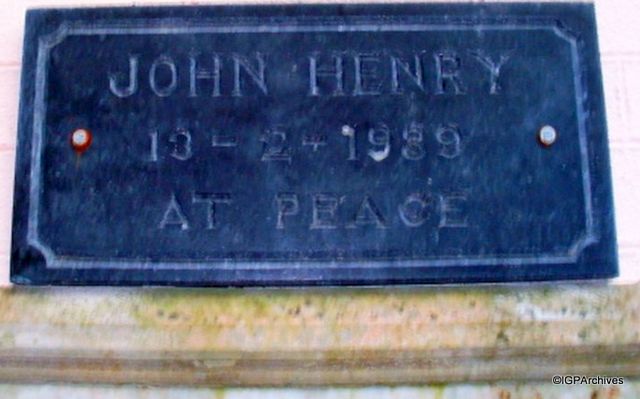 JOHN HENRY
13-2-1989
AT PEACE
©IGPArchives